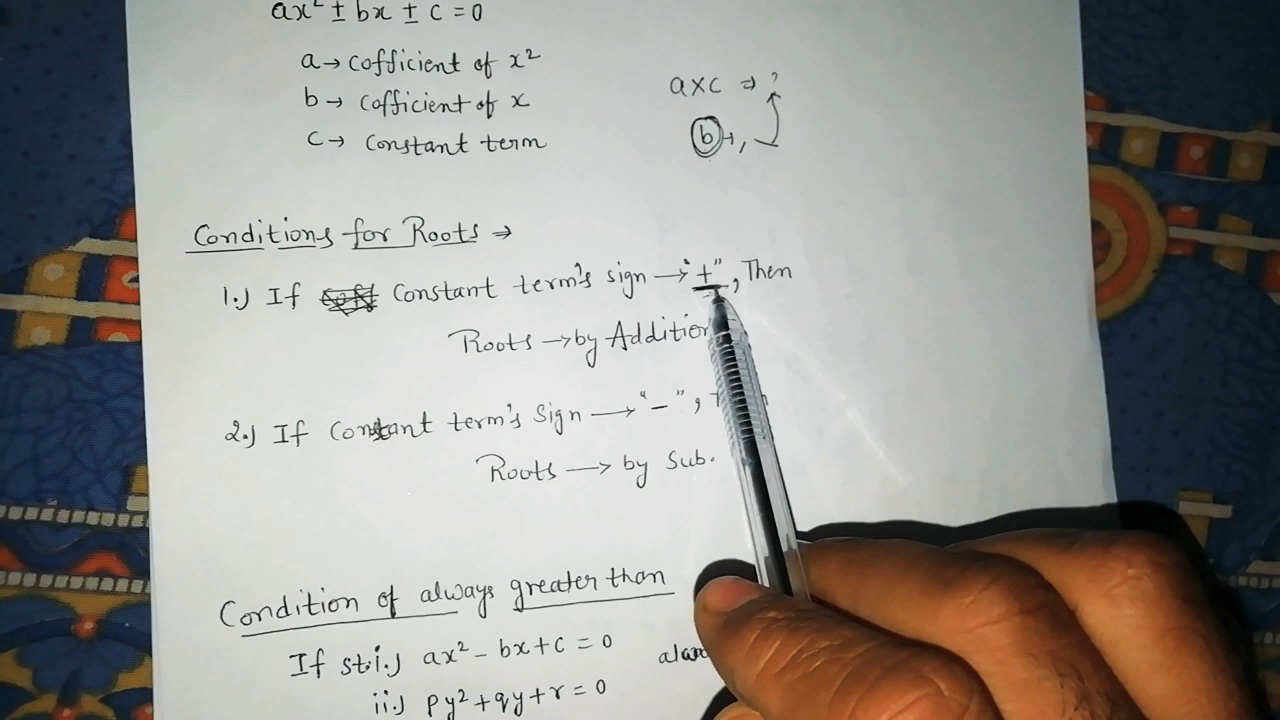 ax² ± bx ± c = 0
a → cofficient of x²
b → cofficient of x
c → Constant term
a×c ⇒ ?
b → ,
Conditions for Roots →
1.) If Constant term's sign → "+", Then
Roots → by Addition
2.) If Constant term's Sign → "–",
Roots → by Sub.
Condition of always greater than
If st. i.) ax² - bx + c = 0
ii.) py² + qy + r = 0